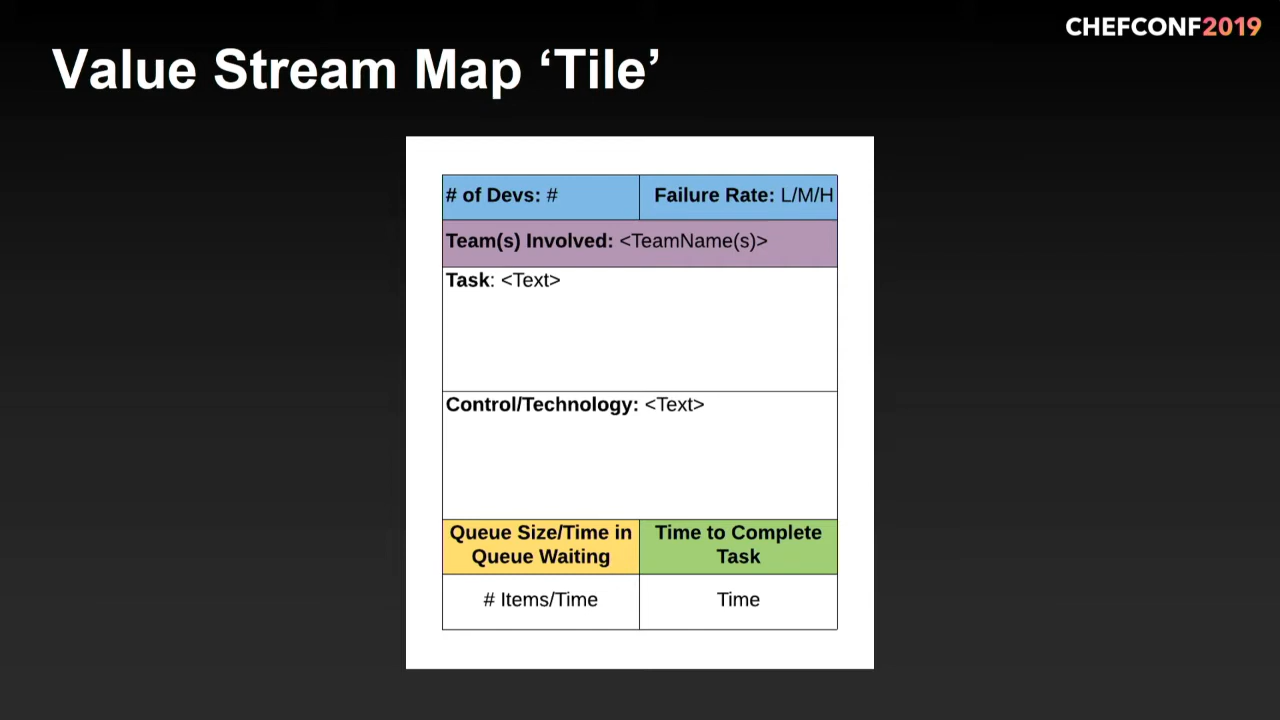 CHEFCONF2019
Value Stream Map ‘Tile’
# of Devs: #
Failure Rate: L/M/H
Team(s) Involved: <TeamName(s)>
Task: <Text>
Control/Technology: <Text>
Queue Size/Time in
Queue Waiting
Time to Complete
Task
# Items/Time
Time